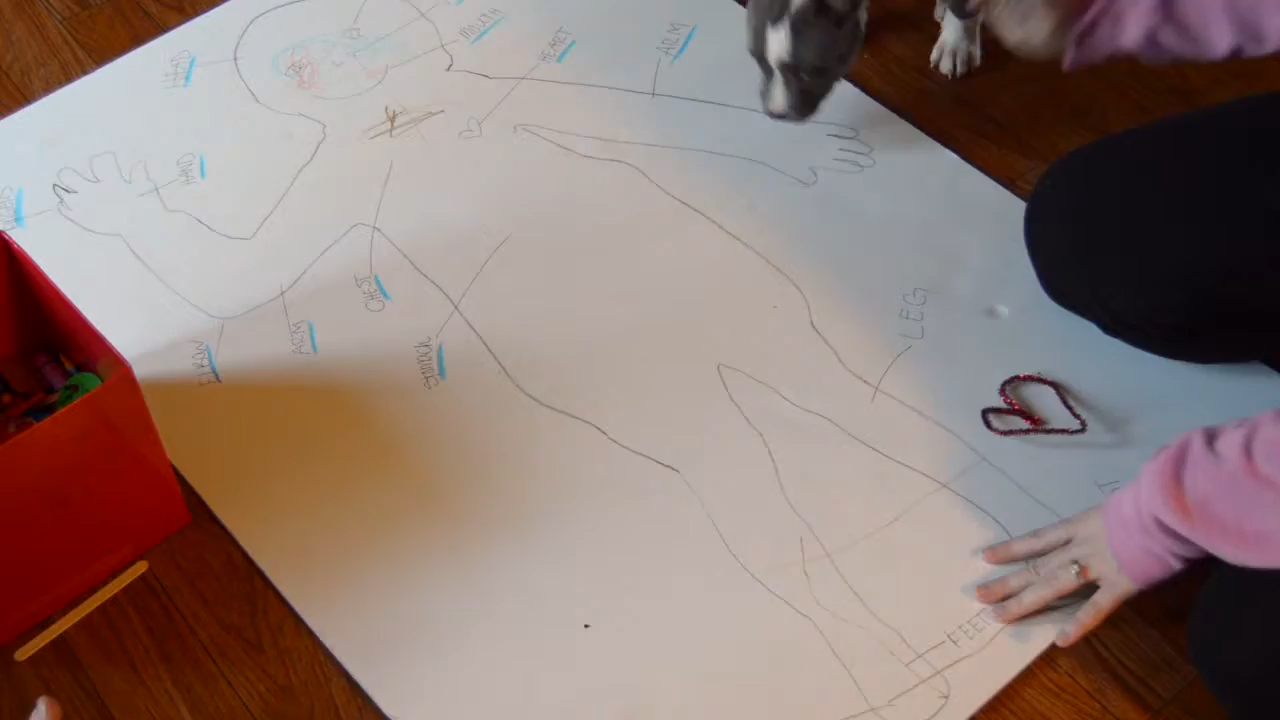 MOUTH
HEART
ARM
HEAD
HAND
CHEST
STOMACH
ARM
ELBOW
LEG
FEET